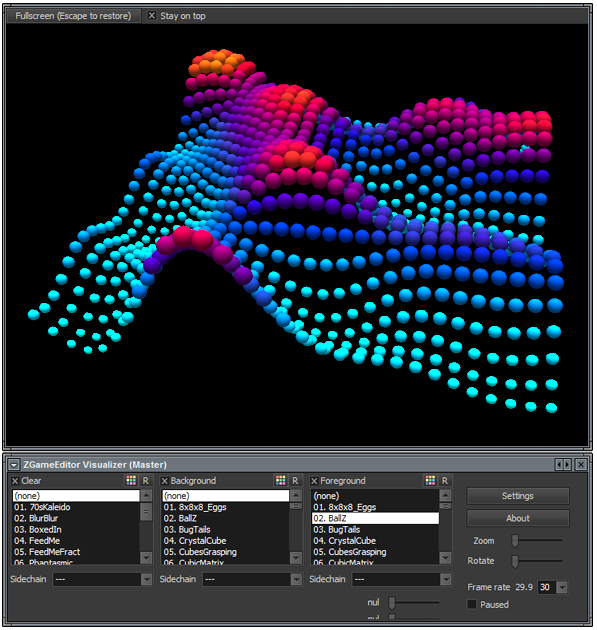 Fullscreen (Escape to restore) Stay on top
ZGameEditor Visualizer (Master)
Clear R Background R Foreground R
(none) (none) (none) Settings
01. 70sKaleido 01. 8x8x8_Eggs 01. 8x8x8_Eggs
02. BlurBlur 02. BallZ 02. BallZ About
03. BoxedIn 03. BugTails 03. BugTails
04. FeedMe 04. CrystalCube 04. CrystalCube Zoom
05. FeedMeFract 05. CubesGrasping 05. CubesGrasping Rotate
06. Phantasmic 06. CubicMatrix 06. CubicMatrix
Sidechain --- Sidechain --- Sidechain --- Frame rate 29.9 30
nul Paused
nul